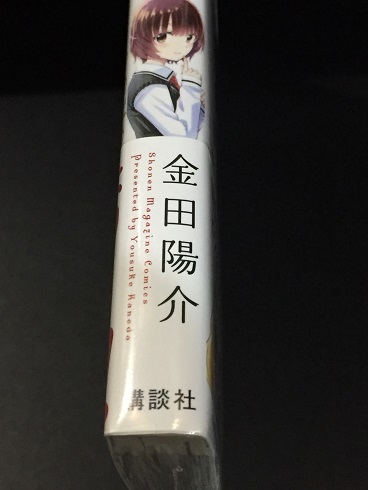 金田陽介
Shonen Magazine Comics
Presented by Yousuke Kaneda
講談社